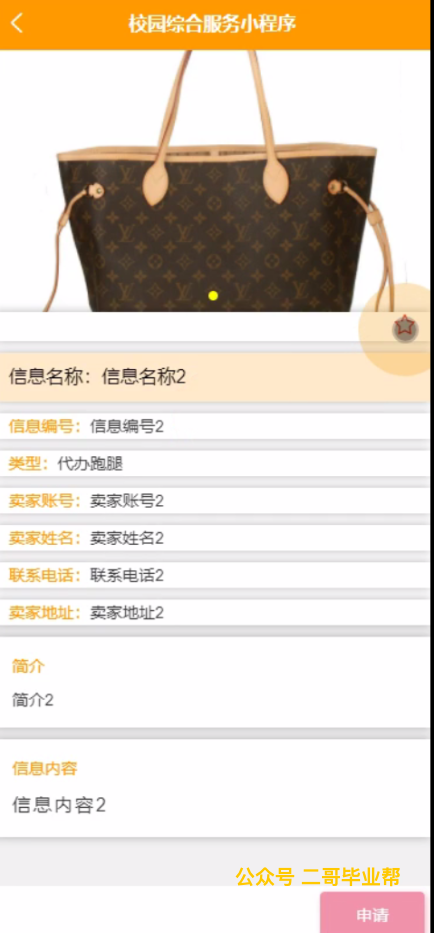 校园综合服务小程序
信息名称：信息名称2
信息编号：信息编号2
类型：代办跑腿
卖家账号：卖家账号2
卖家姓名：卖家姓名2
联系电话：联系电话2
卖家地址：卖家地址2
简介
简介2
信息内容
信息内容2
公众号 二哥毕业帮
申请